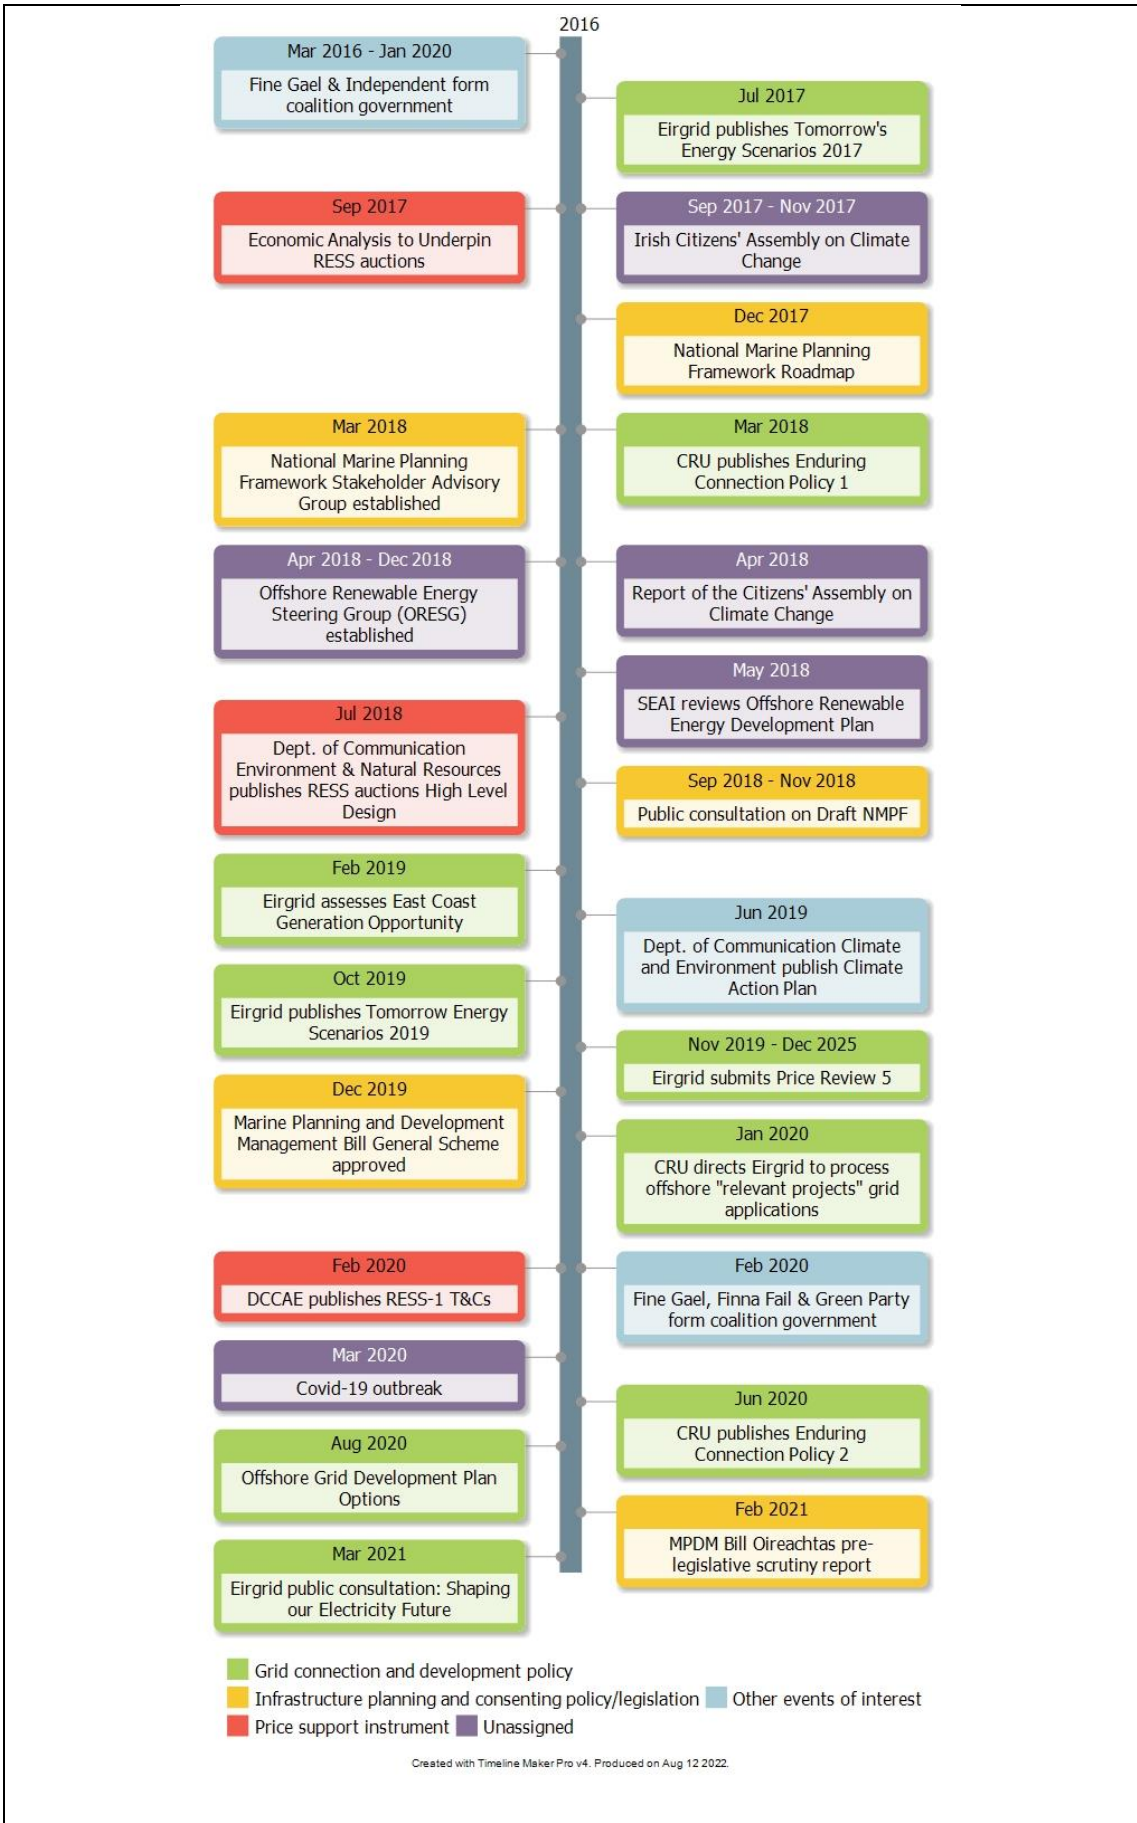 2016
Mar 2016 - Jan 2020
Fine Gael & Independent form
coalition government
Jul 2017
Eirgrid publishes Tomorrow's
Energy Scenarios 2017
Sep 2017
Economic Analysis to Underpin
RESS auctions
Sep 2017 - Nov 2017
Irish Citizens' Assembly on Climate
Change
Dec 2017
National Marine Planning
Framework Roadmap
Mar 2018
National Marine Planning
Framework Stakeholder Advisory
Group established
Mar 2018
CRU publishes Enduring
Connection Policy 1
Apr 2018 - Dec 2018
Offshore Renewable Energy
Steering Group (ORESG)
established
Apr 2018
Report of the Citizens' Assembly on
Climate Change
May 2018
SEAI reviews Offshore Renewable
Energy Development Plan
Jul 2018
Dept. of Communication
Environment & Natural Resources
publishes RESS auctions High Level
Design
Sep 2018 - Nov 2018
Public consultation on Draft NMPF
Feb 2019
Eirgrid assesses East Coast
Generation Opportunity
Jun 2019
Dept. of Communication Climate
and Environment publish Climate
Action Plan
Oct 2019
Eirgrid publishes Tomorrow Energy
Scenarios 2019
Nov 2019 - Dec 2025
Eirgrid submits Price Review 5
Dec 2019
Marine Planning and Development
Management Bill General Scheme
approved
Jan 2020
CRU directs Eirgrid to process
offshore "relevant projects" grid
applications
Feb 2020
DCCAE publishes RESS-1 T&Cs
Feb 2020
Fine Gael, Finna Fail & Green Party
form coalition government
Mar 2020
Covid-19 outbreak
Jun 2020
CRU publishes Enduring
Connection Policy 2
Aug 2020
Offshore Grid Development Plan
Options
Feb 2021
MPDM Bill Oireachtas pre-
legislative scrutiny report
Mar 2021
Eirgrid public consultation: Shaping
our Electricity Future
Grid connection and development policy
Infrastructure planning and consenting policy/legislation Other events of interest
Price support instrument Unassigned
Created with Timeline Maker Pro v4. Produced on Aug 12 2022.